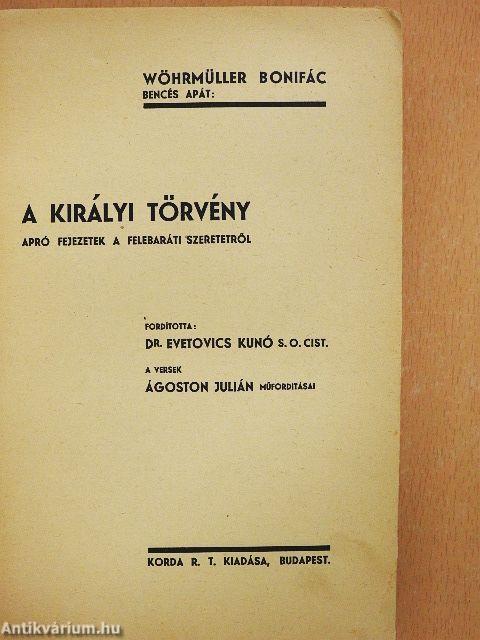 WÖHRMÜLLER BONIFÁC
BENCÉS APÁT:
A KIRÁLYI TÖRVÉNY
APRÓ FEJEZETEK A FELEBARÁTI SZERETETRŐL
FORDÍTOTTA:
DR. EVETOVICS KUNÓ S. O. CIST.
A VERSEK
ÁGOSTON JULIÁN MŰFORDITÁSAI
KORDA R. T. KIADÁSA, BUDAPEST.
Antikvárium.hu